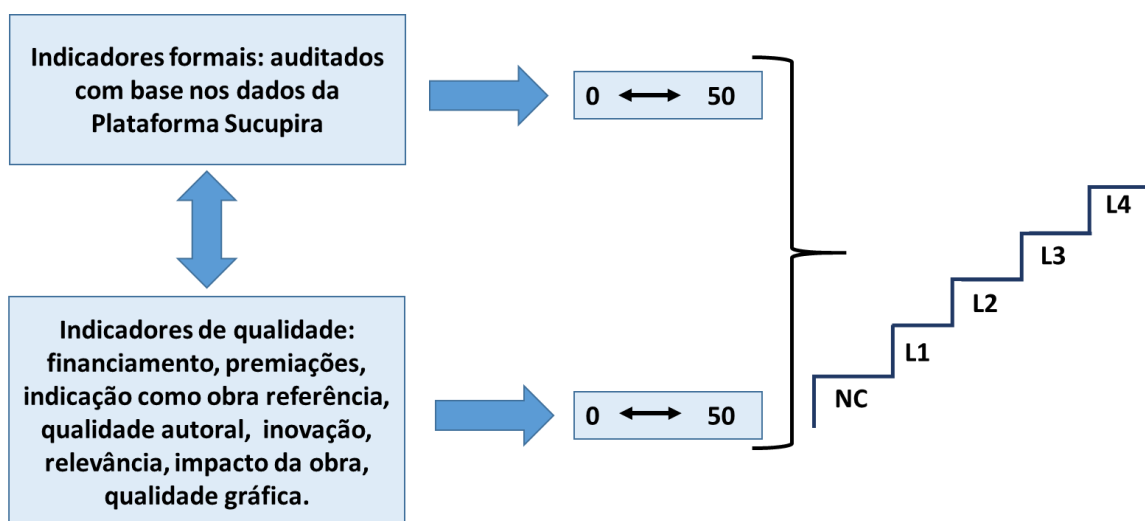 Indicadores formais: auditados
com base nos dados da
Plataforma Sucupira
0 50
Indicadores de qualidade:
financiamento, premiações,
indicação como obra referência,
qualidade autoral, inovação,
relevância, impacto da obra,
qualidade gráfica.
0 50
L4
L3
L2
L1
NC